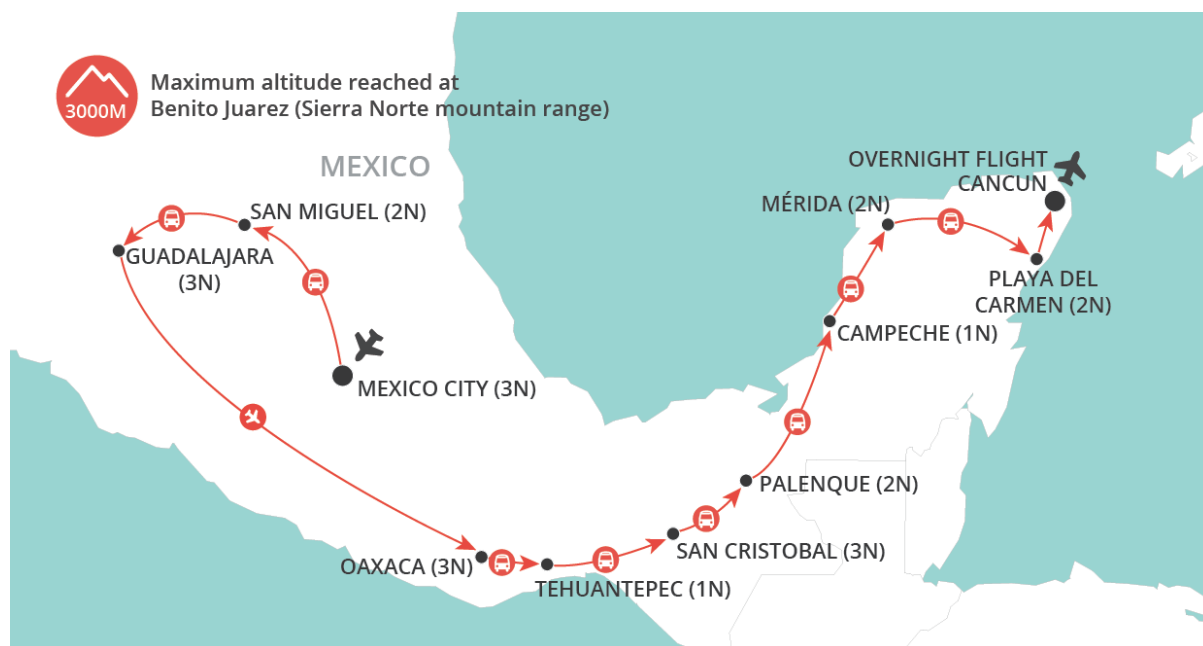 Maximum altitude reached at
3000M
Benito Juarez (Sierra Norte mountain range)
MEXICO
OVERNIGHT FLIGHT
CANCUN
MÉRIDA (2N)
SAN MIGUEL (2N)
GUADALAJARA
(3N)
PLAYA DEL
CARMEN (2N)
CAMPECHE (1N)
MEXICO CITY (3N)
PALENQUE (2N)
SAN CRISTOBAL (3N)
OAXACA (3N)
TEHUANTEPEC (1N)